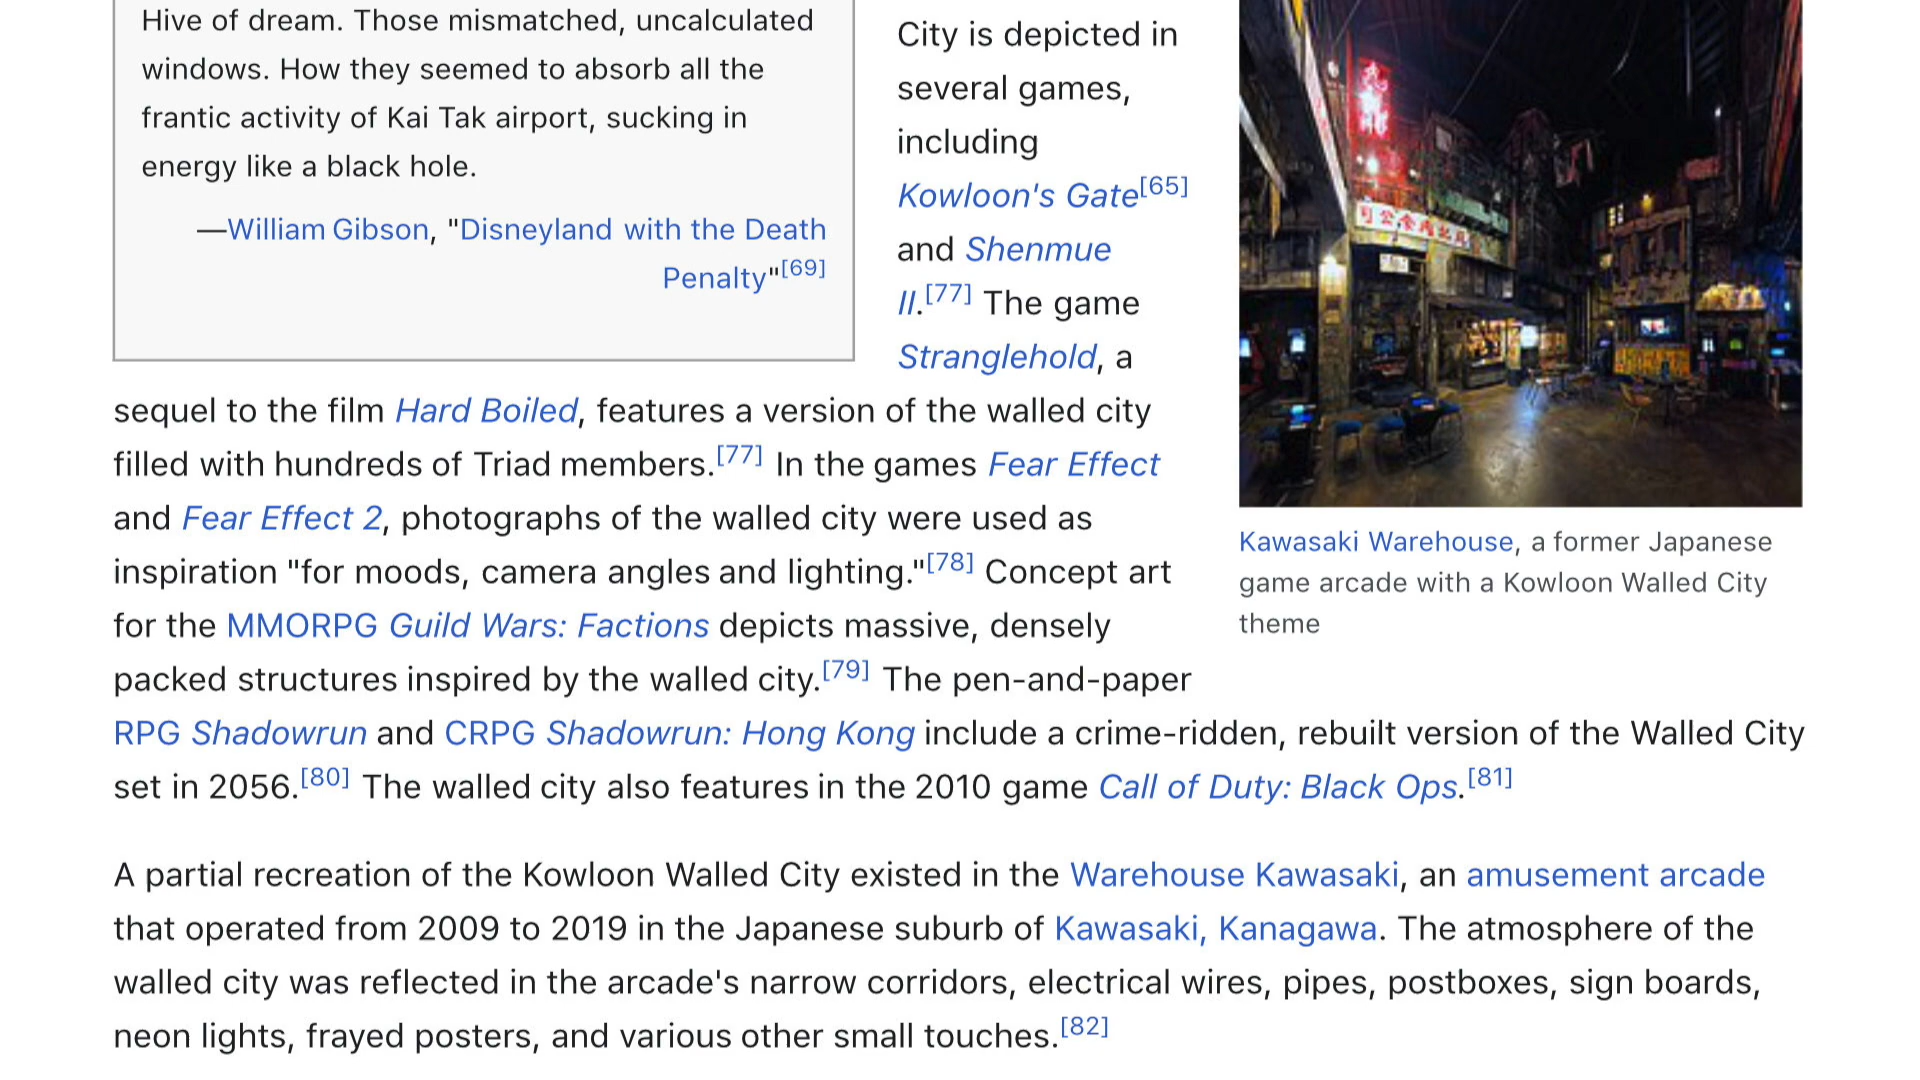 Hive of dream. Those mismatched, uncalculated
windows. How they seemed to absorb all the
frantic activity of Kai Tak airport, sucking in
energy like a black hole.
—William Gibson, "Disneyland with the Death
Penalty"[69]
City is depicted in
several games,
including
Kowloon's Gate[65]
and Shenmue
II.[77] The game
Stranglehold, a
sequel to the film Hard Boiled, features a version of the walled city
filled with hundreds of Triad members.[77] In the games Fear Effect
and Fear Effect 2, photographs of the walled city were used as
inspiration "for moods, camera angles and lighting."[78] Concept art
for the MMORPG Guild Wars: Factions depicts massive, densely
packed structures inspired by the walled city.[79] The pen-and-paper
RPG Shadowrun and CRPG Shadowrun: Hong Kong include a crime-ridden, rebuilt version of the Walled City
set in 2056.[80] The walled city also features in the 2010 game Call of Duty: Black Ops.[81]
Kawasaki Warehouse, a former Japanese
game arcade with a Kowloon Walled City
theme
A partial recreation of the Kowloon Walled City existed in the Warehouse Kawasaki, an amusement arcade
that operated from 2009 to 2019 in the Japanese suburb of Kawasaki, Kanagawa. The atmosphere of the
walled city was reflected in the arcade's narrow corridors, electrical wires, pipes, postboxes, sign boards,
neon lights, frayed posters, and various other small touches.[82]